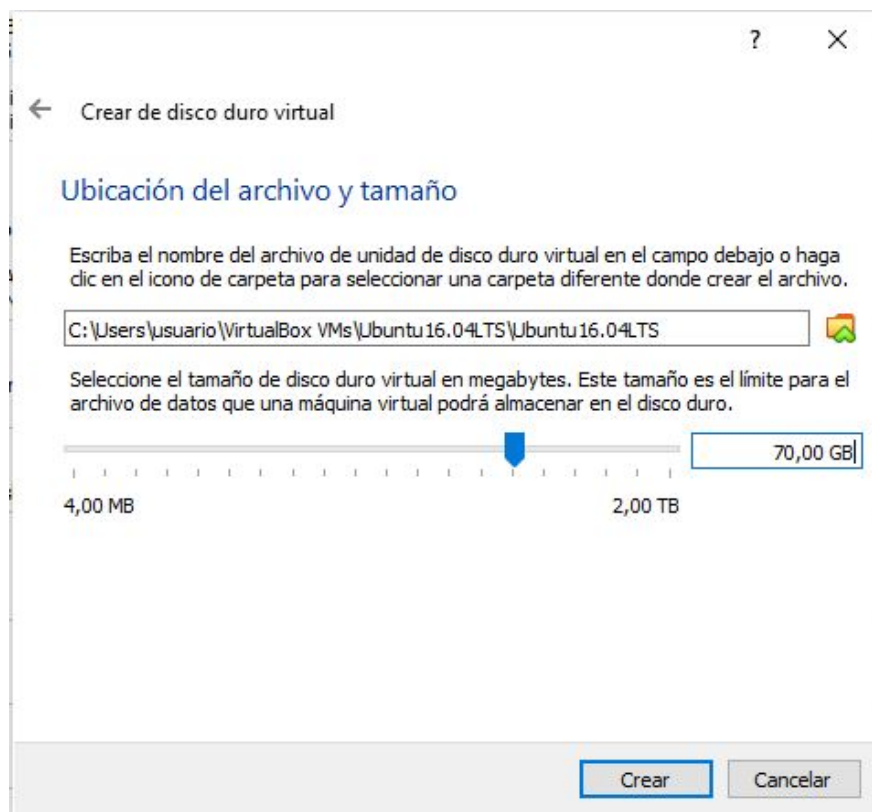 ?
Crear de disco duro virtual
Ubicación del archivo y tamaño
Escriba el nombre del archivo de unidad de disco duro virtual en el campo debajo o haga
clic en el icono de carpeta para seleccionar una carpeta diferente donde crear el archivo.
C:\Users\usuario\VirtualBox VMs\Ubuntu16.04LTS\Ubuntu16.04LTS
Seleccione el tamaño de disco duro virtual en megabytes. Este tamaño es el límite para el
archivo de datos que una máquina virtual podrá almacenar en el disco duro.
70,00 GB
4,00 MB 2,00 TB
Crear Cancelar